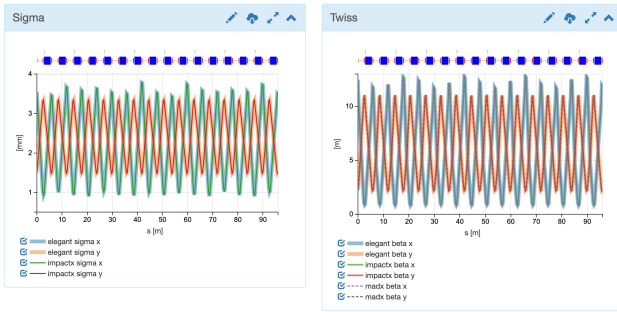 Sigma
4
3
2
1
[mm]
0 10 20 30 40 50 60 70 80 90
s [m]
elegant sigma x
elegant sigma y
impactx sigma x
impactx sigma y
Twiss
10
5
0
[m]
0 10 20 30 40 50 60 70 80 90
s [m]
elegant beta x
elegant beta y
impactx beta x
impactx beta y
madx beta x
madx beta y